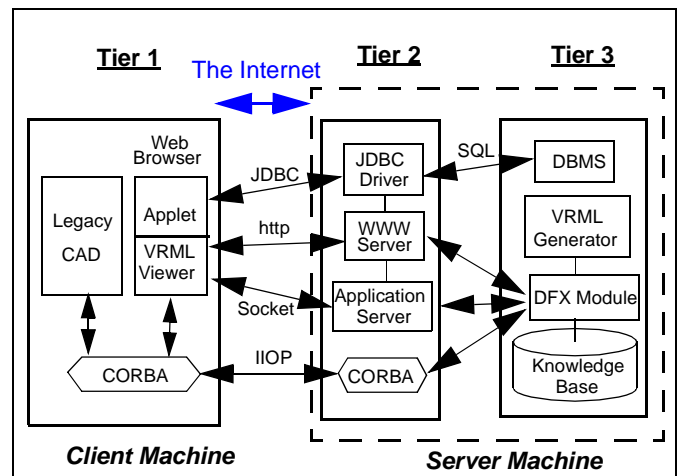 Tier 1
Tier 2
Tier 3
The Internet
Web
Browser
Legacy
CAD
Applet
VRML
Viewer
CORBA
JDBC
http
Socket
IIOP
JDBC
Driver
WWW
Server
Application
Server
CORBA
SQL
DBMS
VRML
Generator
DFX Module
Knowledge
Base
Client Machine
Server Machine